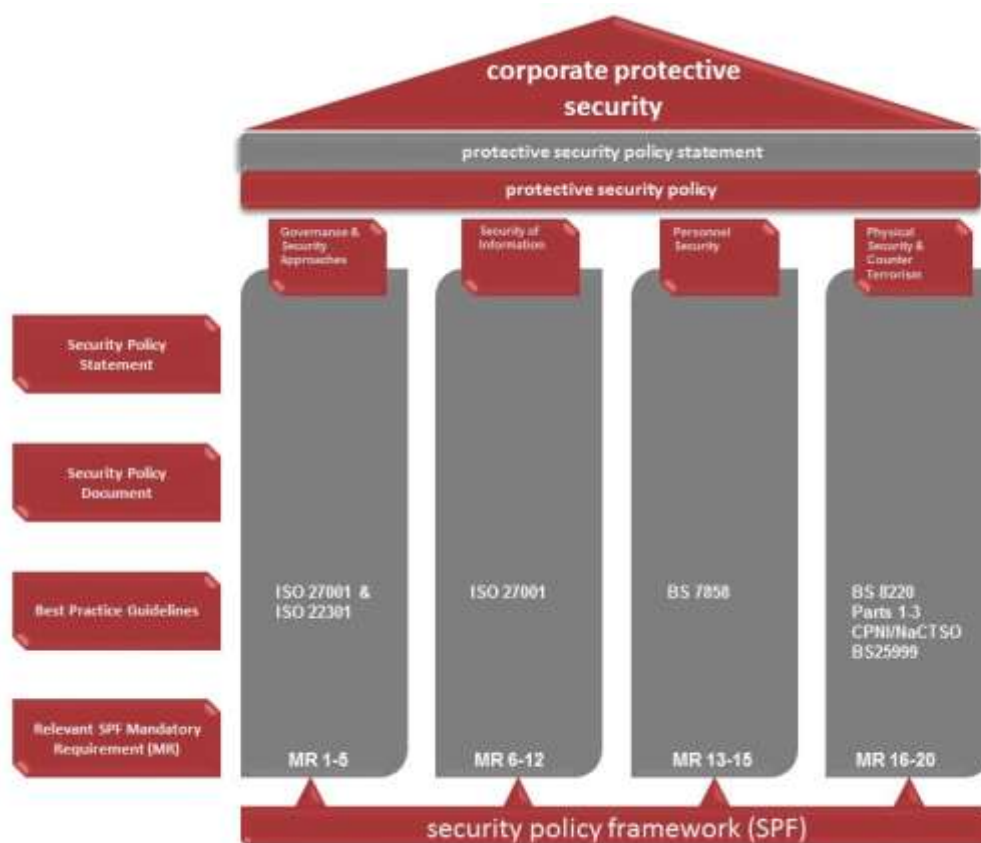 corporate protective
security
protective security policy statement
protective security policy
Governance &
Security
Approaches
Security of
Information
Personnel
Security
Physical
Security &
Counter
Terrorism
Security Policy
Statement
Security Policy
Document
Best Practice Guidelines
ISO 27001 &
ISO 22301
ISO 27001
BS 7858
BS 8220
Parts 1-3
CPNI/NaCTSO
BS25999
Relevant SPF Mandatory
Requirement (MR)
MR 1-5
MR 6-12
MR 13-15
MR 16-20
security policy framework (SPF)